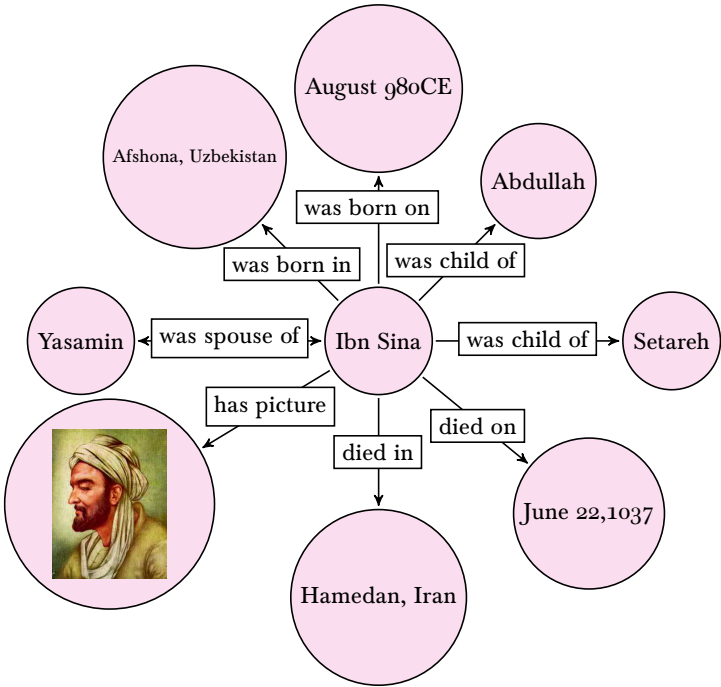 August 980CE
Afshona, Uzbekistan
Abdullah
was born on
was born in
was child of
Yasamin
was spouse of
Ibn Sina
was child of
Setareh
has picture
died in
died on
June 22,1037
Hamedan, Iran